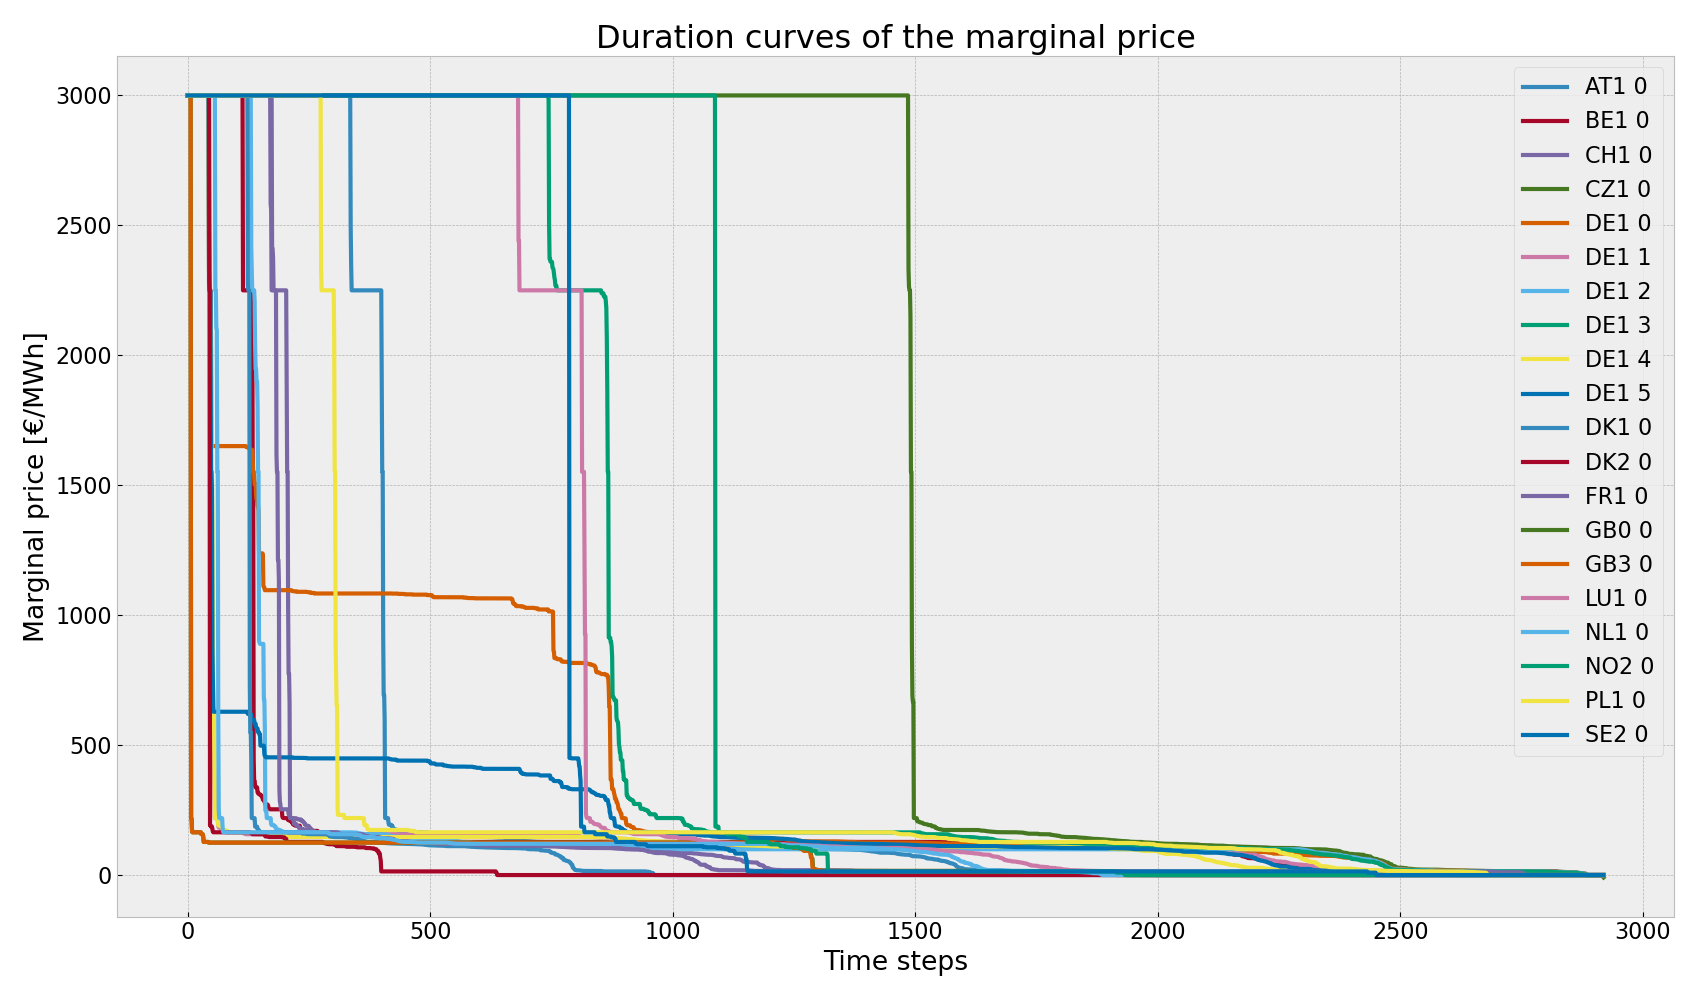 Duration curves of the marginal price
Marginal price [€/MWh]
3000
2500
2000
1500
1000
500
0
0
500
1000
1500
2000
2500
3000
Time steps
AT1 0
BE1 0
CH1 0
CZ1 0
DE1 0
DE1 1
DE1 2
DE1 3
DE1 4
DE1 5
DK1 0
DK2 0
FR1 0
GB0 0
GB3 0
LU1 0
NL1 0
NO2 0
PL1 0
SE2 0